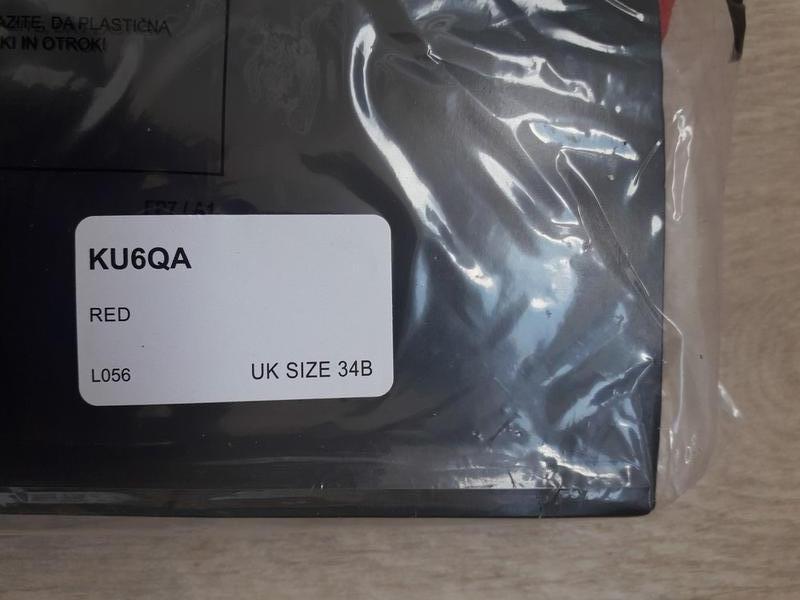 AZITE, DA PLASTIČNA
KI IN OTROKI
KU6QA
RED
L056
UK SIZE 34B